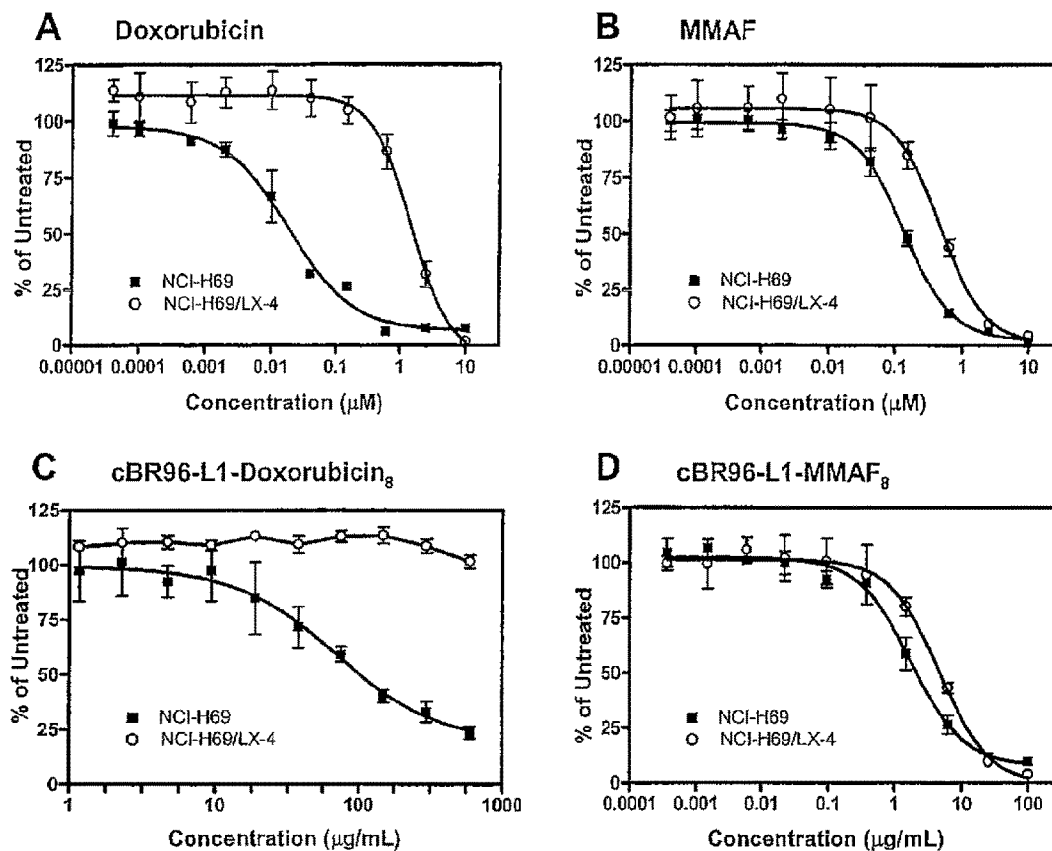 A Doxorubicin
125
100
75
50
25
0
% of Untreated
NCI-H69
NCI-H69/LX-4
0.00001 0.0001 0.001 0.01 0.1 1 10
Concentration (µM)
B MMAF
125
100
75
50
25
0
% of Untreated
NCI-H69
NCI-H69/LX-4
0.00001 0.0001 0.001 0.01 0.1 1 10
Concentration (µM)
C cBR96-L1-Doxorubicin₈
125
100
75
50
25
0
% of Untreated
NCI-H69
NCI-H69/LX-4
1 10 100 1000
Concentration (µg/mL)
D cBR96-L1-MMAF₈
125
100
75
50
25
0
% of Untreated
NCI-H69
NCI-H69/LX-4
0.0001 0.001 0.01 0.1 1 10 100
Concentration (µg/mL)